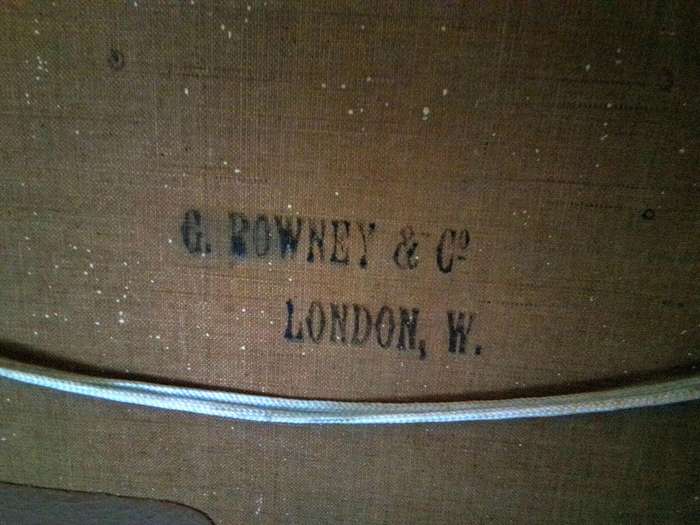 G. ROWNEY & Cº
LONDON, W.